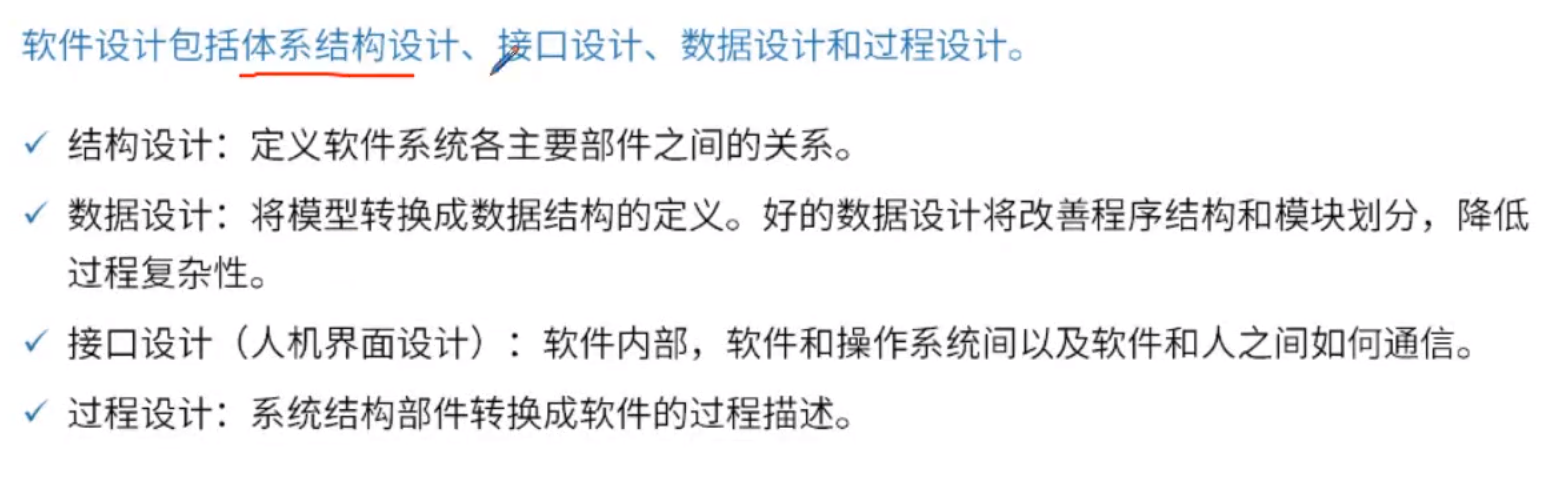 软件设计包括体系结构设计、接口设计、数据设计和过程设计。
✓ 结构设计：定义软件系统各主要部件之间的关系。
✓ 数据设计：将模型转换成数据结构的定义。好的数据设计将改善程序结构和模块划分，降低
过程复杂性。
✓ 接口设计（人机界面设计）：软件内部，软件和操作系统间以及软件和人之间如何通信。
✓ 过程设计：系统结构部件转换成软件的过程描述。